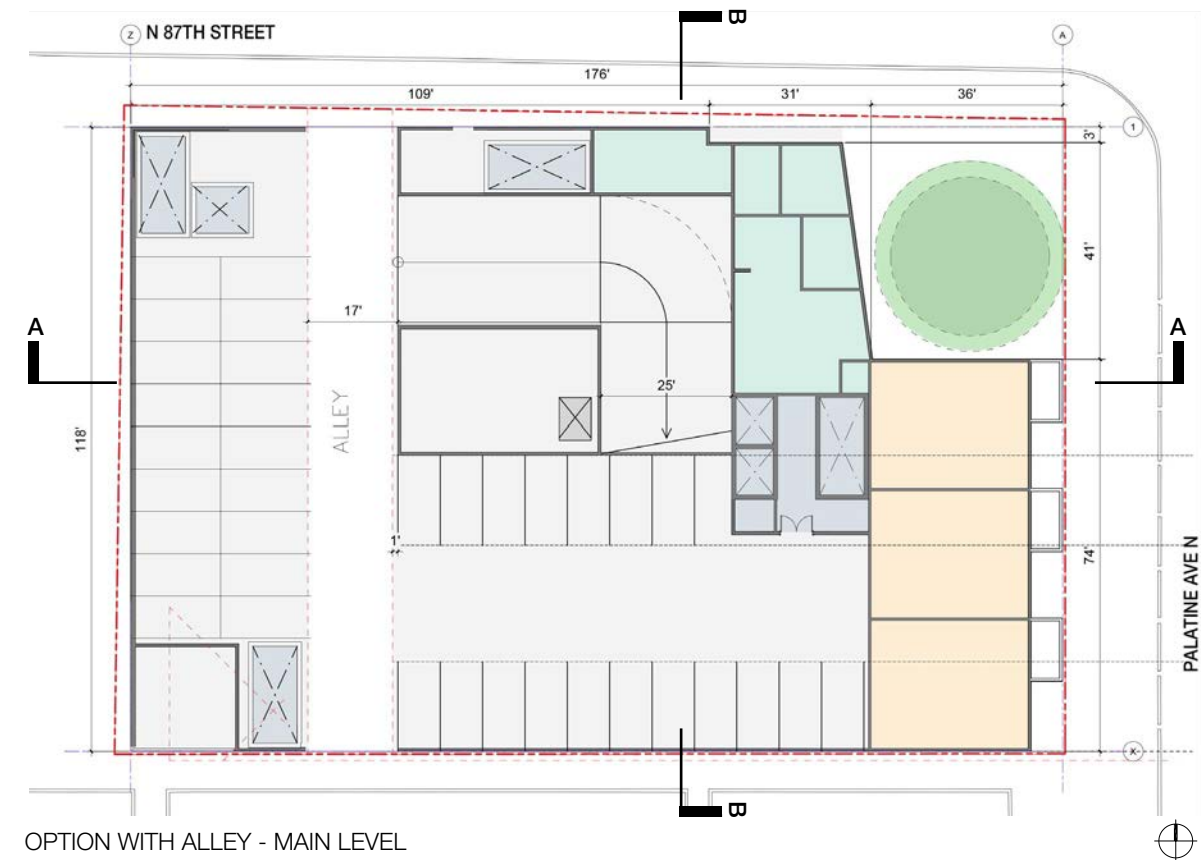 B
Z N 87TH STREET
A
176'
109' 31' 36'
1
3'
41'
17'
A
A
ALLEY
25'
118'
1'
74'
PALATINE AVE N
X
B
OPTION WITH ALLEY - MAIN LEVEL